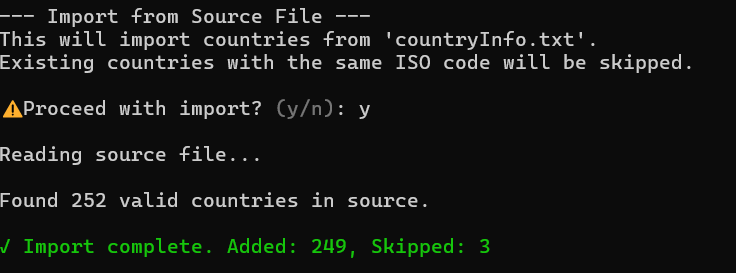 --- Import from Source File ---
This will import countries from 'countryInfo.txt'.
Existing countries with the same ISO code will be skipped.
⚠Proceed with import? (y/n): y
Reading source file...
Found 252 valid countries in source.
√ Import complete. Added: 249, Skipped: 3